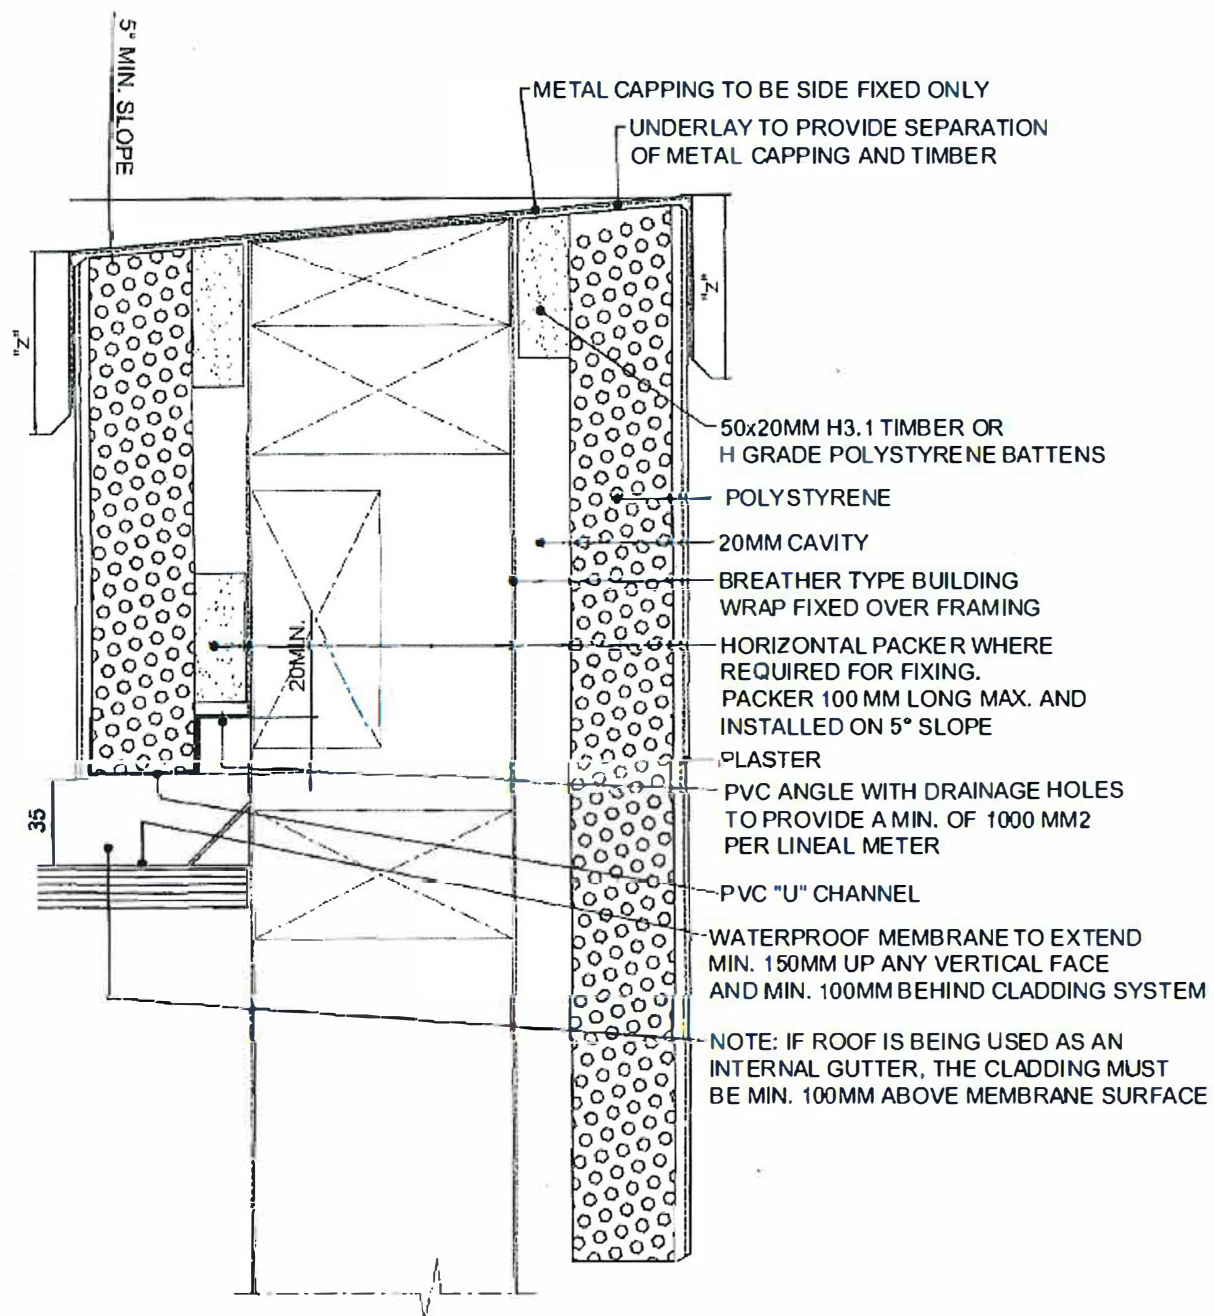 5° MIN. SLOPE
METAL CAPPING TO BE SIDE FIXED ONLY
UNDERLAY TO PROVIDE SEPARATION
OF METAL CAPPING AND TIMBER
"Z"
"Z"
50x20MM H3.1 TIMBER OR
H GRADE POLYSTYRENE BATTENS
POLYSTYRENE
20MM CAVITY
BREATHER TYPE BUILDING
WRAP FIXED OVER FRAMING
20MIN.
HORIZONTAL PACKER WHERE
REQUIRED FOR FIXING.
PACKER 100 MM LONG MAX. AND
INSTALLED ON 5° SLOPE
PLASTER
35
PVC ANGLE WITH DRAINAGE HOLES
TO PROVIDE A MIN. OF 1000 MM2
PER LINEAL METER
PVC "U" CHANNEL
WATERPROOF MEMBRANE TO EXTEND
MIN. 150MM UP ANY VERTICAL FACE
AND MIN. 100MM BEHIND CLADDING SYSTEM
NOTE: IF ROOF IS BEING USED AS AN
INTERNAL GUTTER, THE CLADDING MUST
BE MIN. 100MM ABOVE MEMBRANE SURFACE